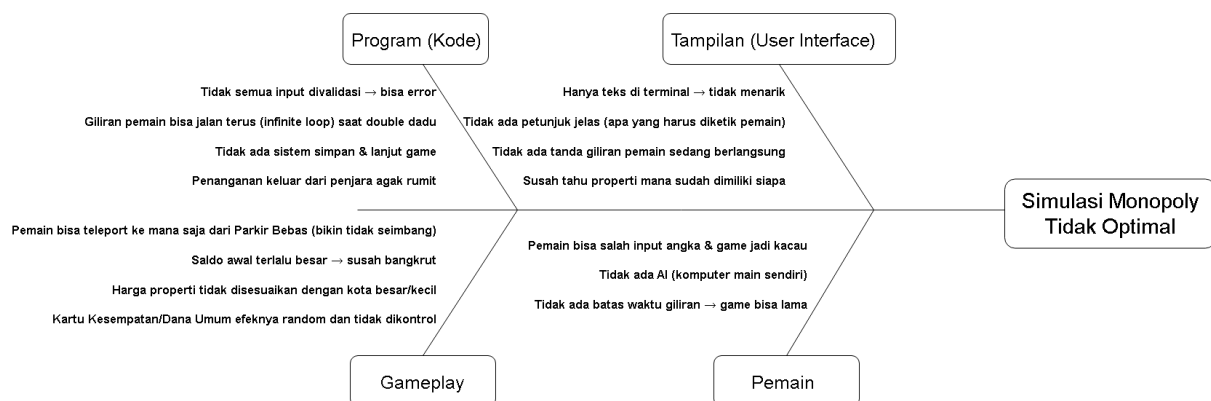 Program (Kode)
Tidak semua input divalidasi → bisa error
Giliran pemain bisa jalan terus (infinite loop) saat double dadu
Tidak ada sistem simpan & lanjut game
Penanganan keluar dari penjara agak rumit
Tampilan (User Interface)
Hanya teks di terminal → tidak menarik
Tidak ada petunjuk jelas (apa yang harus diketik pemain)
Tidak ada tanda giliran pemain sedang berlangsung
Susah tahu properti mana sudah dimiliki siapa
Simulasi Monopoly
Tidak Optimal
Pemain bisa teleport ke mana saja dari Parkir Bebas (bikin tidak seimbang)
Saldo awal terlalu besar → susah bangkrut
Harga properti tidak disesuaikan dengan kota besar/kecil
Kartu Kesempatan/Dana Umum efeknya random dan tidak dikontrol
Gameplay
Pemain bisa salah input angka & game jadi kacau
Tidak ada AI (komputer main sendiri)
Tidak ada batas waktu giliran → game bisa lama
Pemain